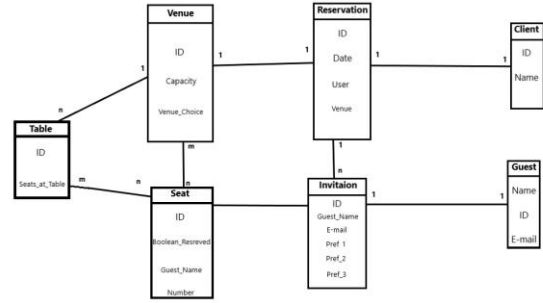 Venue
ID
Capacity
Venue_Choice
Reservation
ID
Date
User
Venue
Client
ID
Name
Table
ID
Seats_at_Table
Seat
ID
Boolean_Resreved
Guest_Name
Number
Invitaion
ID
Guest_Name
E-mail
Pref 1
Pref_2
Pref_3
Guest
Name
ID
E-mail
1
1
1
1
1
n
m
n
m
n
1
n
1
1